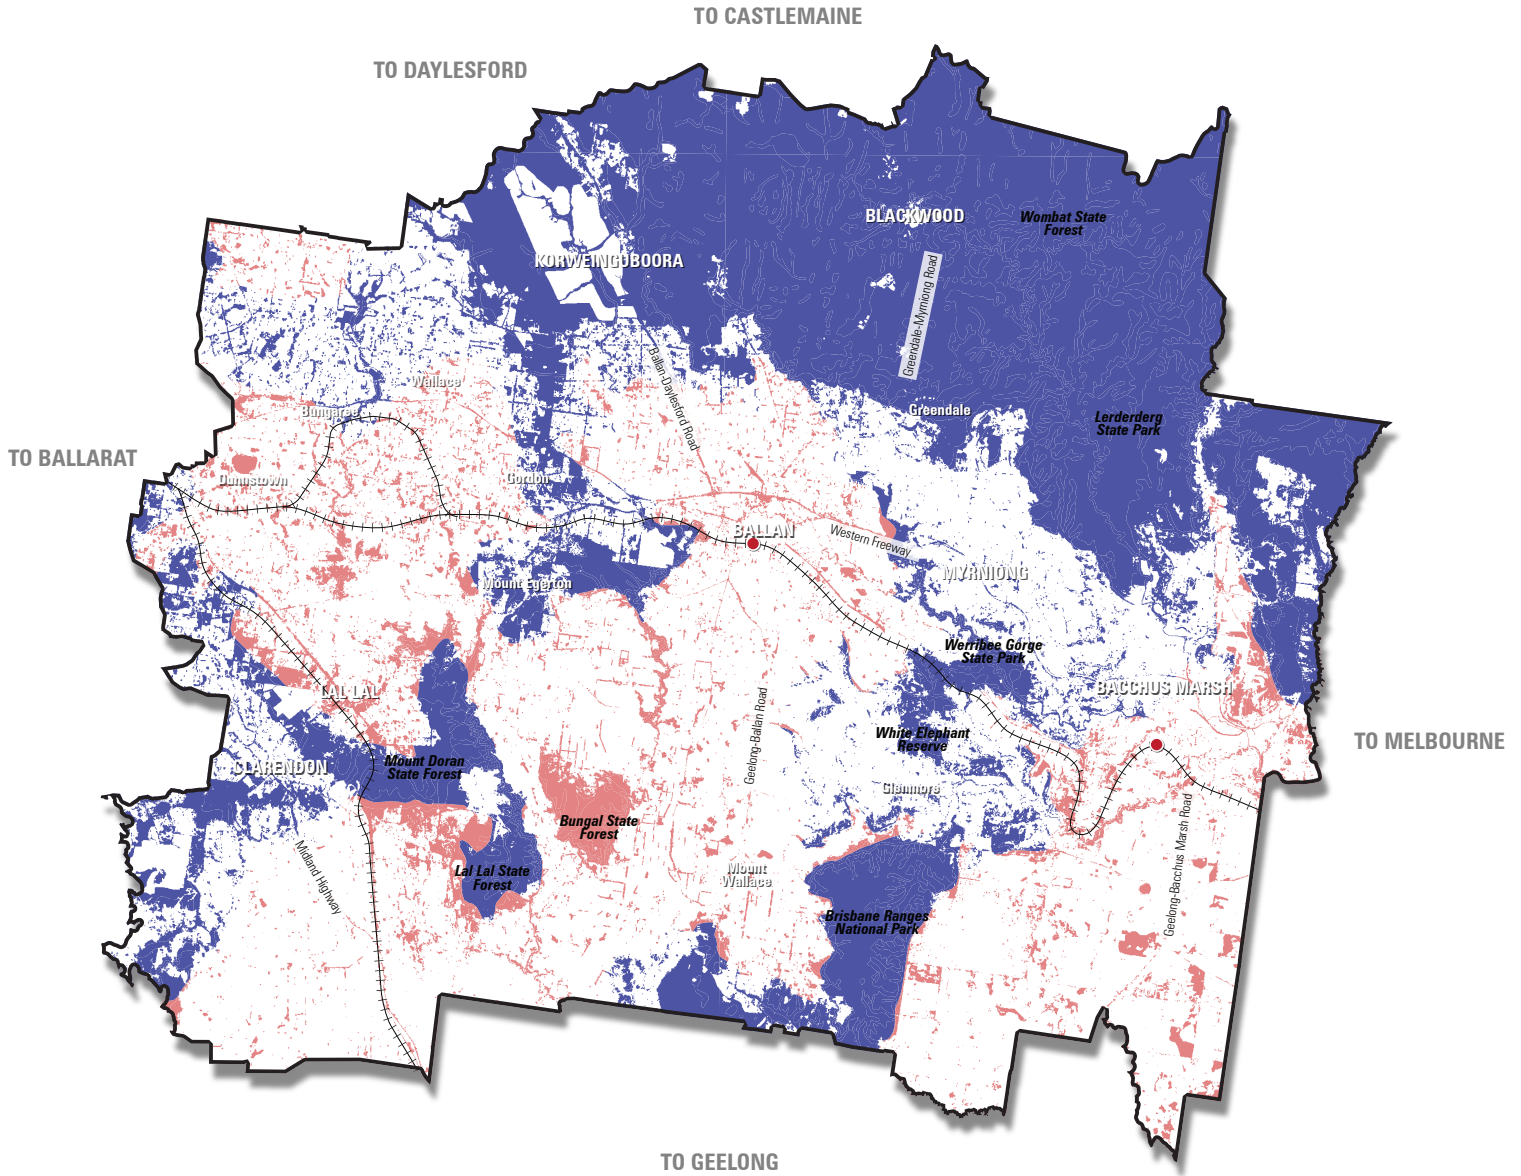 TO CASTLEMAINE
TO DAYLESFORD
BLACKWOOD
Wombat State
Forest
KORWEINGUBOORA
Greendale-Myrniong Road
Ballan-Daylesford Road
Wallace
Bungaree
Greendale
Lerderderg
State Park
TO BALLARAT
Dunnstown
Gordon
BALLAN
Western Freeway
Mount Egerton
MYRNIONG
Werribee Gorge
State Park
LAL LAL
BACCHUS MARSH
Geelong-Ballan Road
White Elephant
Reserve
TO MELBOURNE
CLARENDON
Mount Doran
State Forest
Glenmore
Bungal State
Forest
Geelong-Bacchus Marsh Road
Midland Highway
Lal Lal State
Forest
Mount
Wallace
Brisbane Ranges
National Park
TO GEELONG